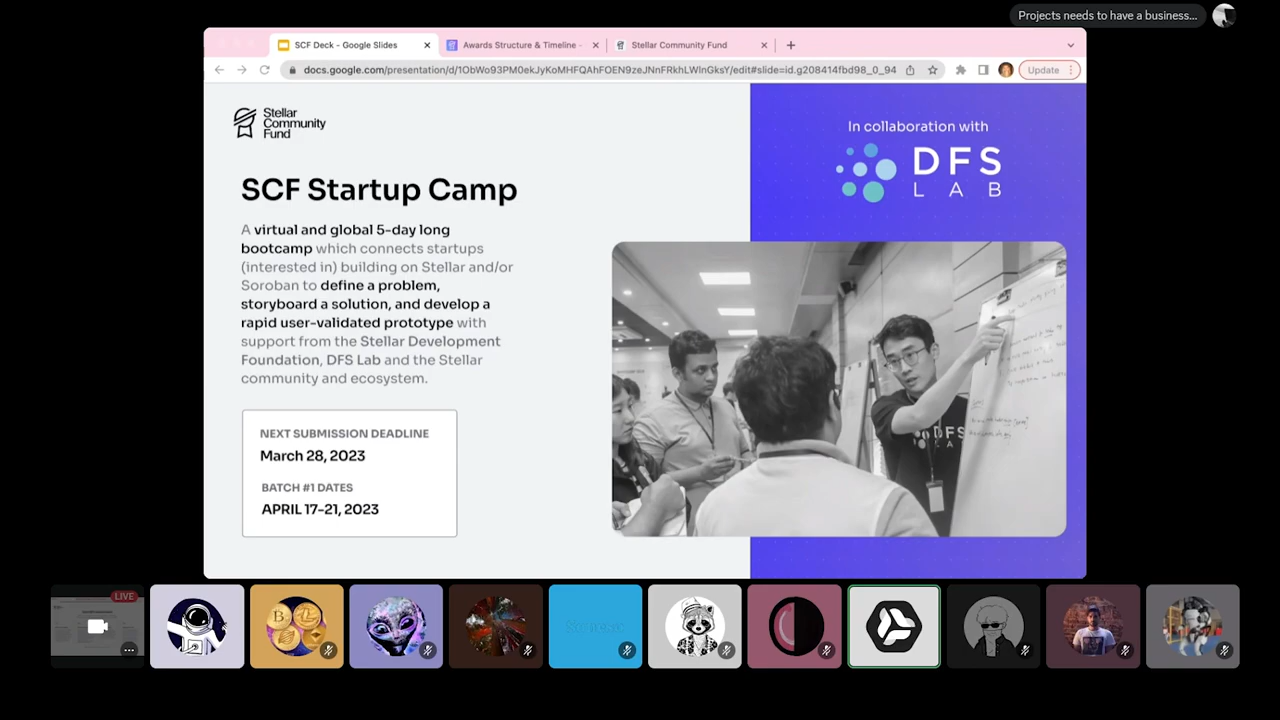 Projects needs to have a business...
SCF Deck - Google Slides
Awards Structure & Timeline -
Stellar Community Fund
docs.google.com/presentation/d/1ObWo93PM0ekJyKoMHFQAhFOEN9zeJNnFRkhLWlnGksY/edit#slide=id.g208414fbd98_0_94
Update
Stellar
Community
Fund
SCF Startup Camp
A virtual and global 5-day long
bootcamp which connects startups
(interested in) building on Stellar and/or
Soroban to define a problem,
storyboard a solution, and develop a
rapid user-validated prototype with
support from the Stellar Development
Foundation, DFS Lab and the Stellar
community and ecosystem.
NEXT SUBMISSION DEADLINE
March 28, 2023
BATCH #1 DATES
APRIL 17-21, 2023
In collaboration with
DFS
LAB
DFS
LIVE